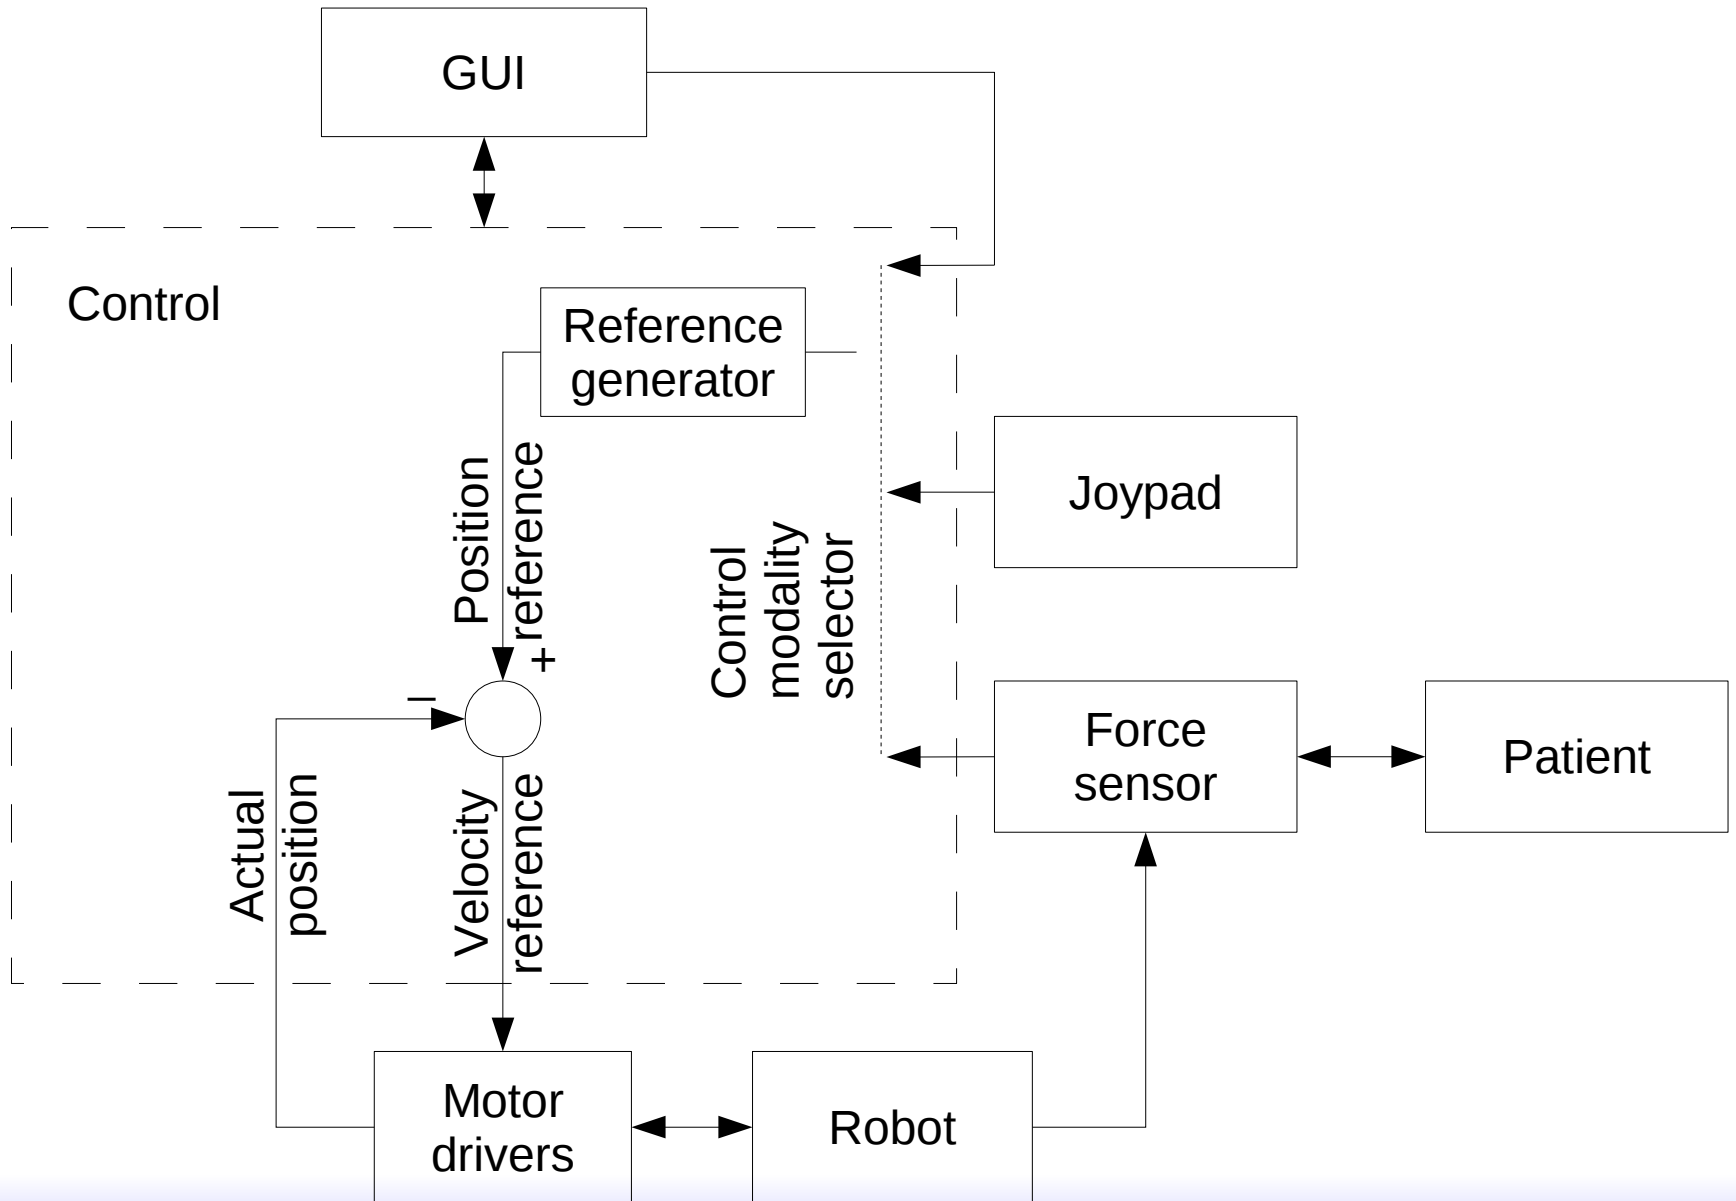 GUI
Control
Reference
generator
Position
+ reference
Joypad
Control
modality
selector
–
Force
sensor
Patient
Actual
position
Velocity
reference
Motor
drivers
Robot